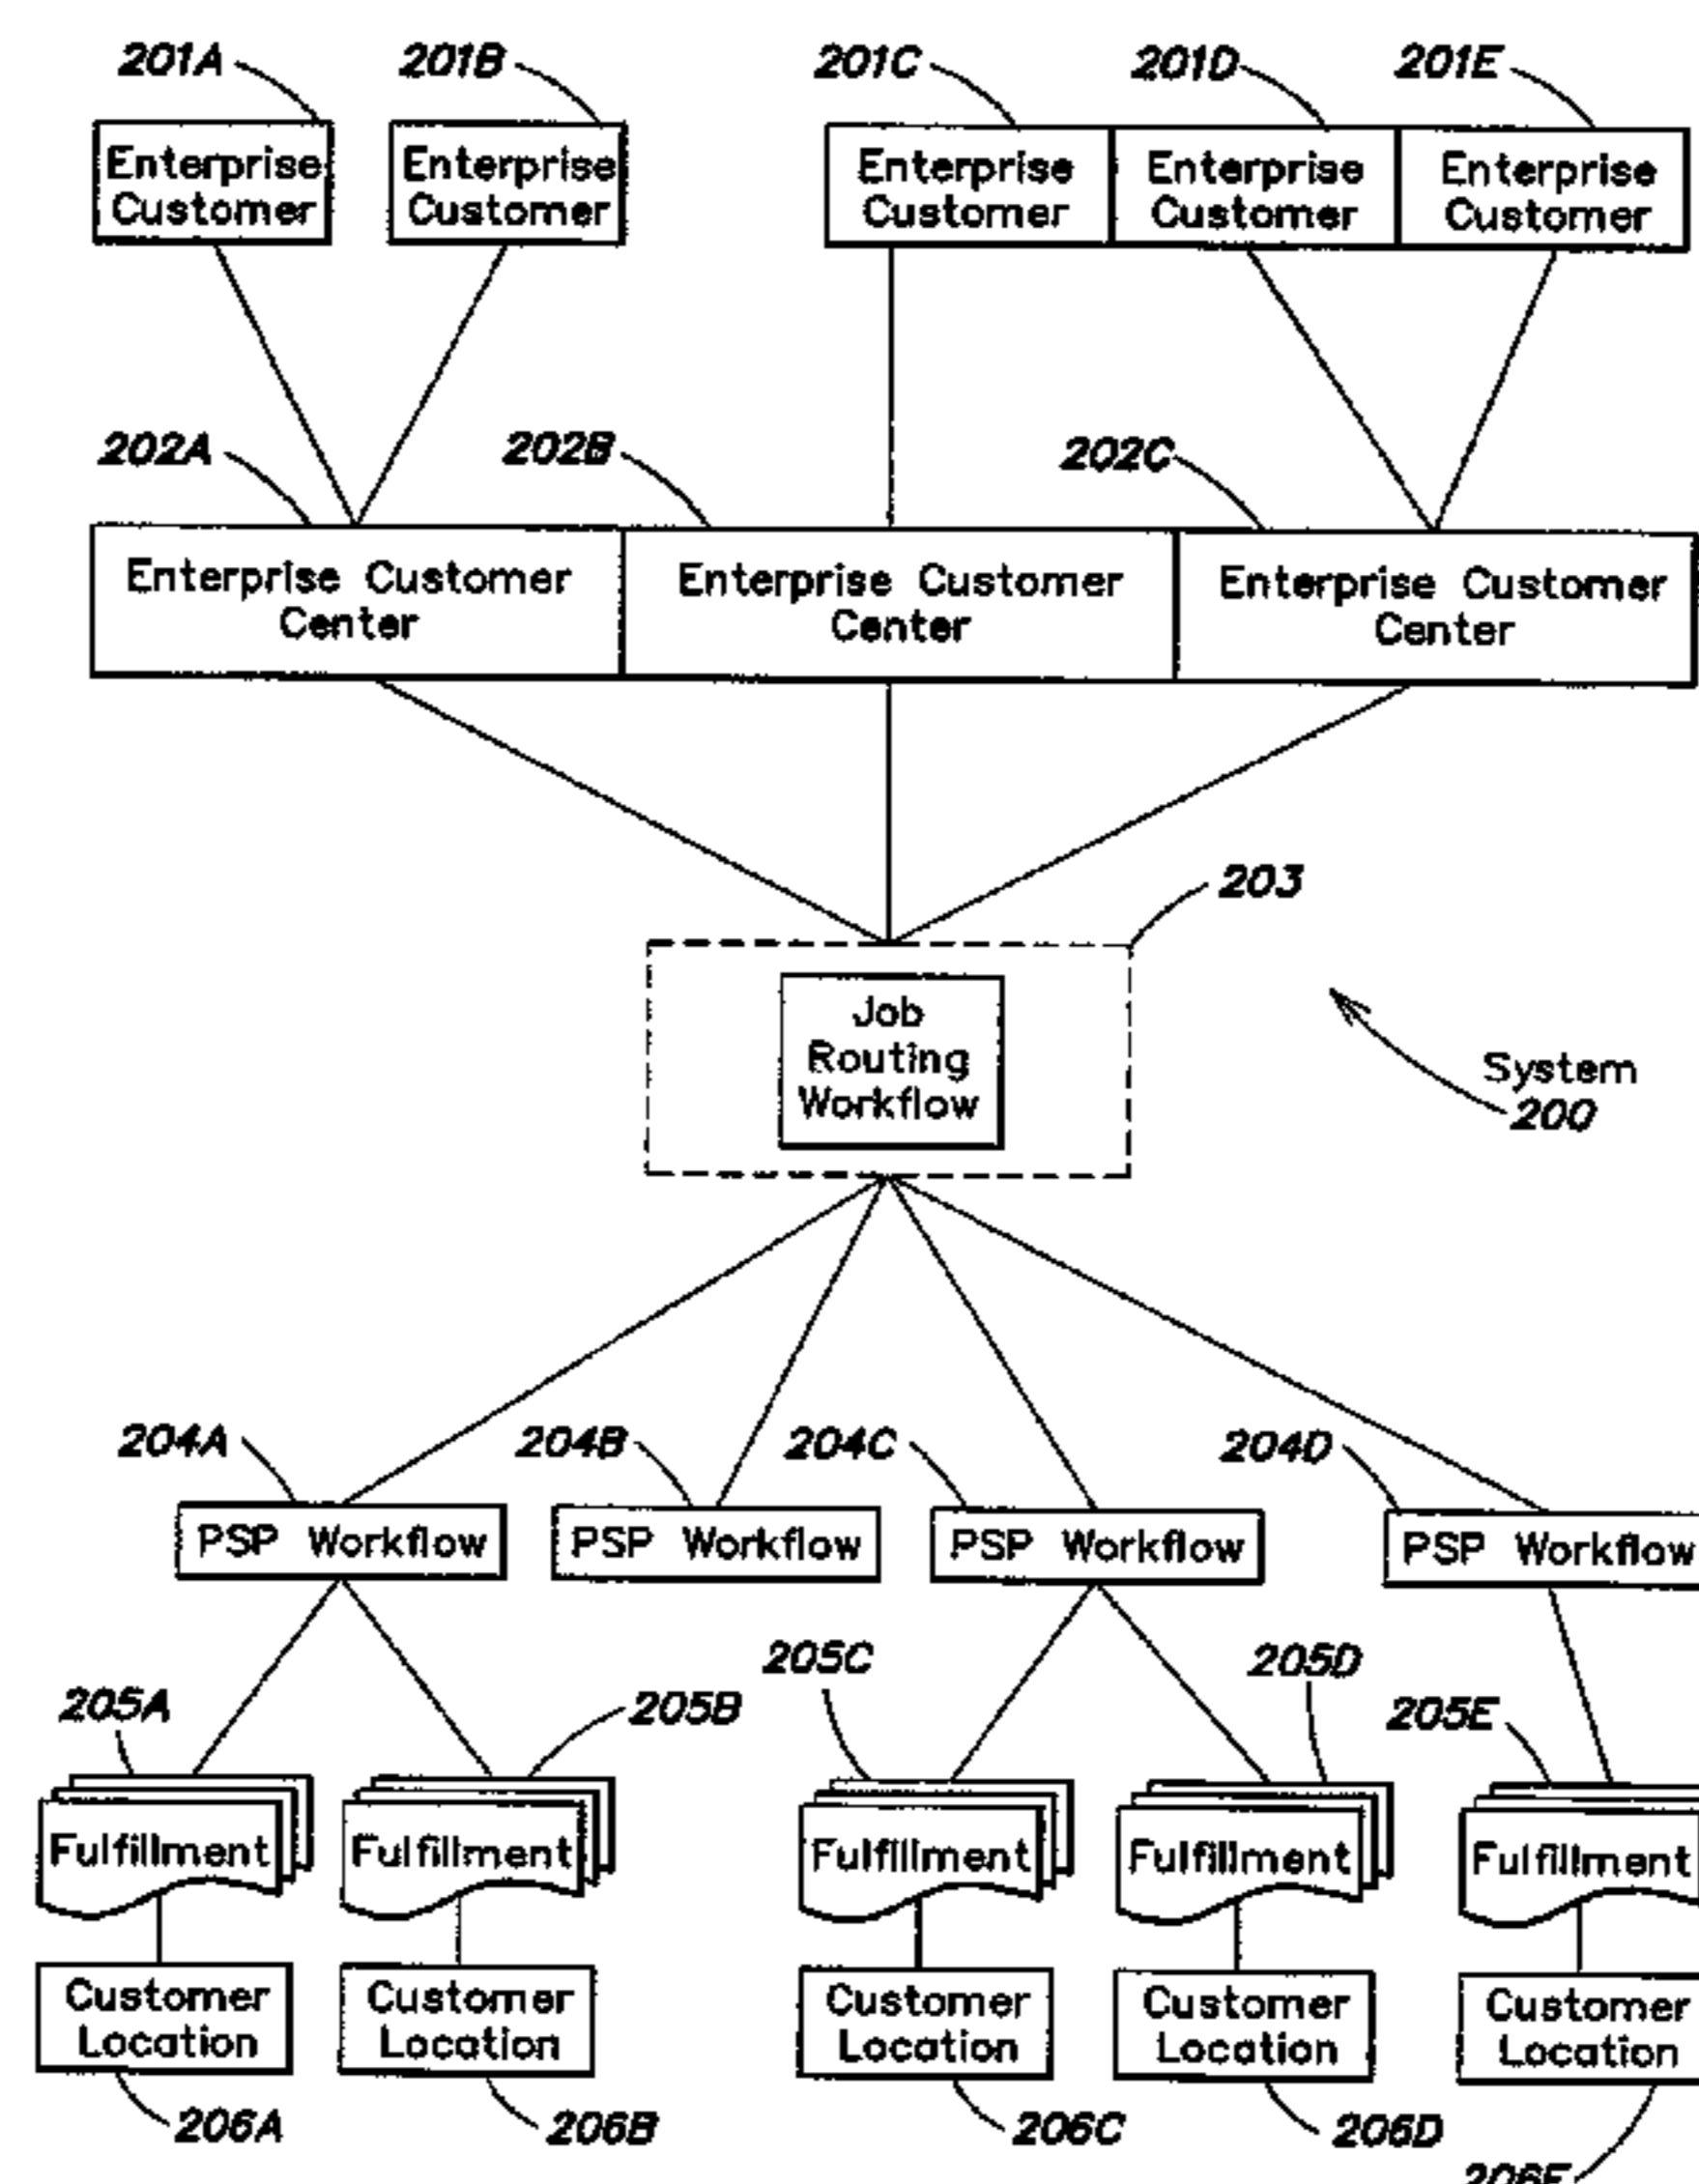 201A 201B 201C 201D 201E
Enterprise Enterprise Enterprise Enterprise Enterprise
Customer Customer Customer Customer Customer
202A 202B 202C
Enterprise Customer Enterprise Customer Enterprise Customer
Center Center Center
203
Job
Routing
Workflow
System
200
204A 204B 204C 204D
PSP Workflow PSP Workflow PSP Workflow PSP Workflow
205A 205B 205C 205D 205E
Fulfillment Fulfillment Fulfillment Fulfillment Fulfillment
Customer Customer Customer Customer Customer
Location Location Location Location Location
206A 206B 206C 206D
206E